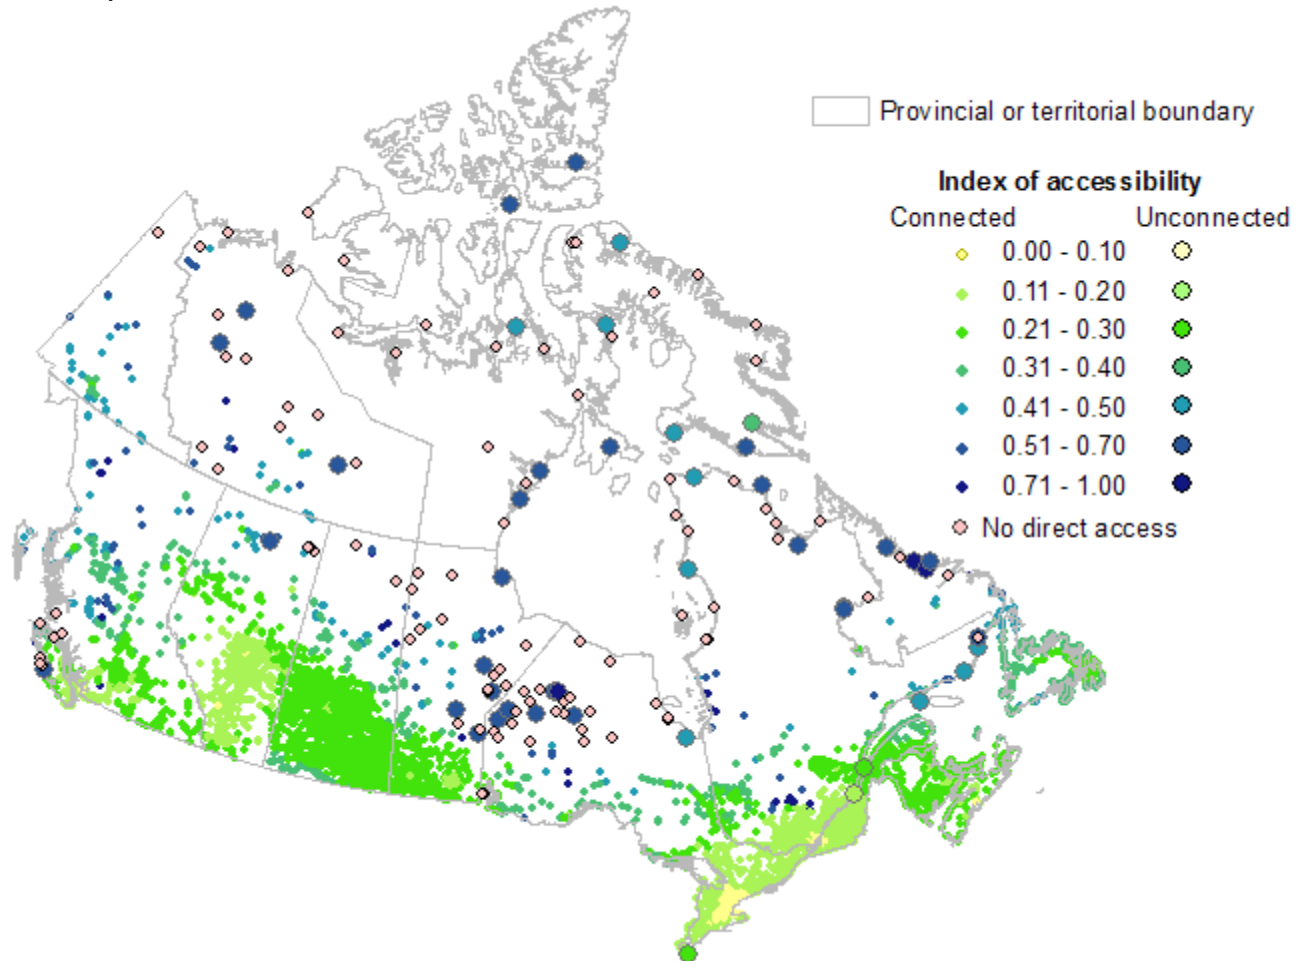 Provincial or territorial boundary
Index of accessibility
Connected Unconnected
0.00 - 0.10
0.11 - 0.20
0.21 - 0.30
0.31 - 0.40
0.41 - 0.50
0.51 - 0.70
0.71 - 1.00
No direct access